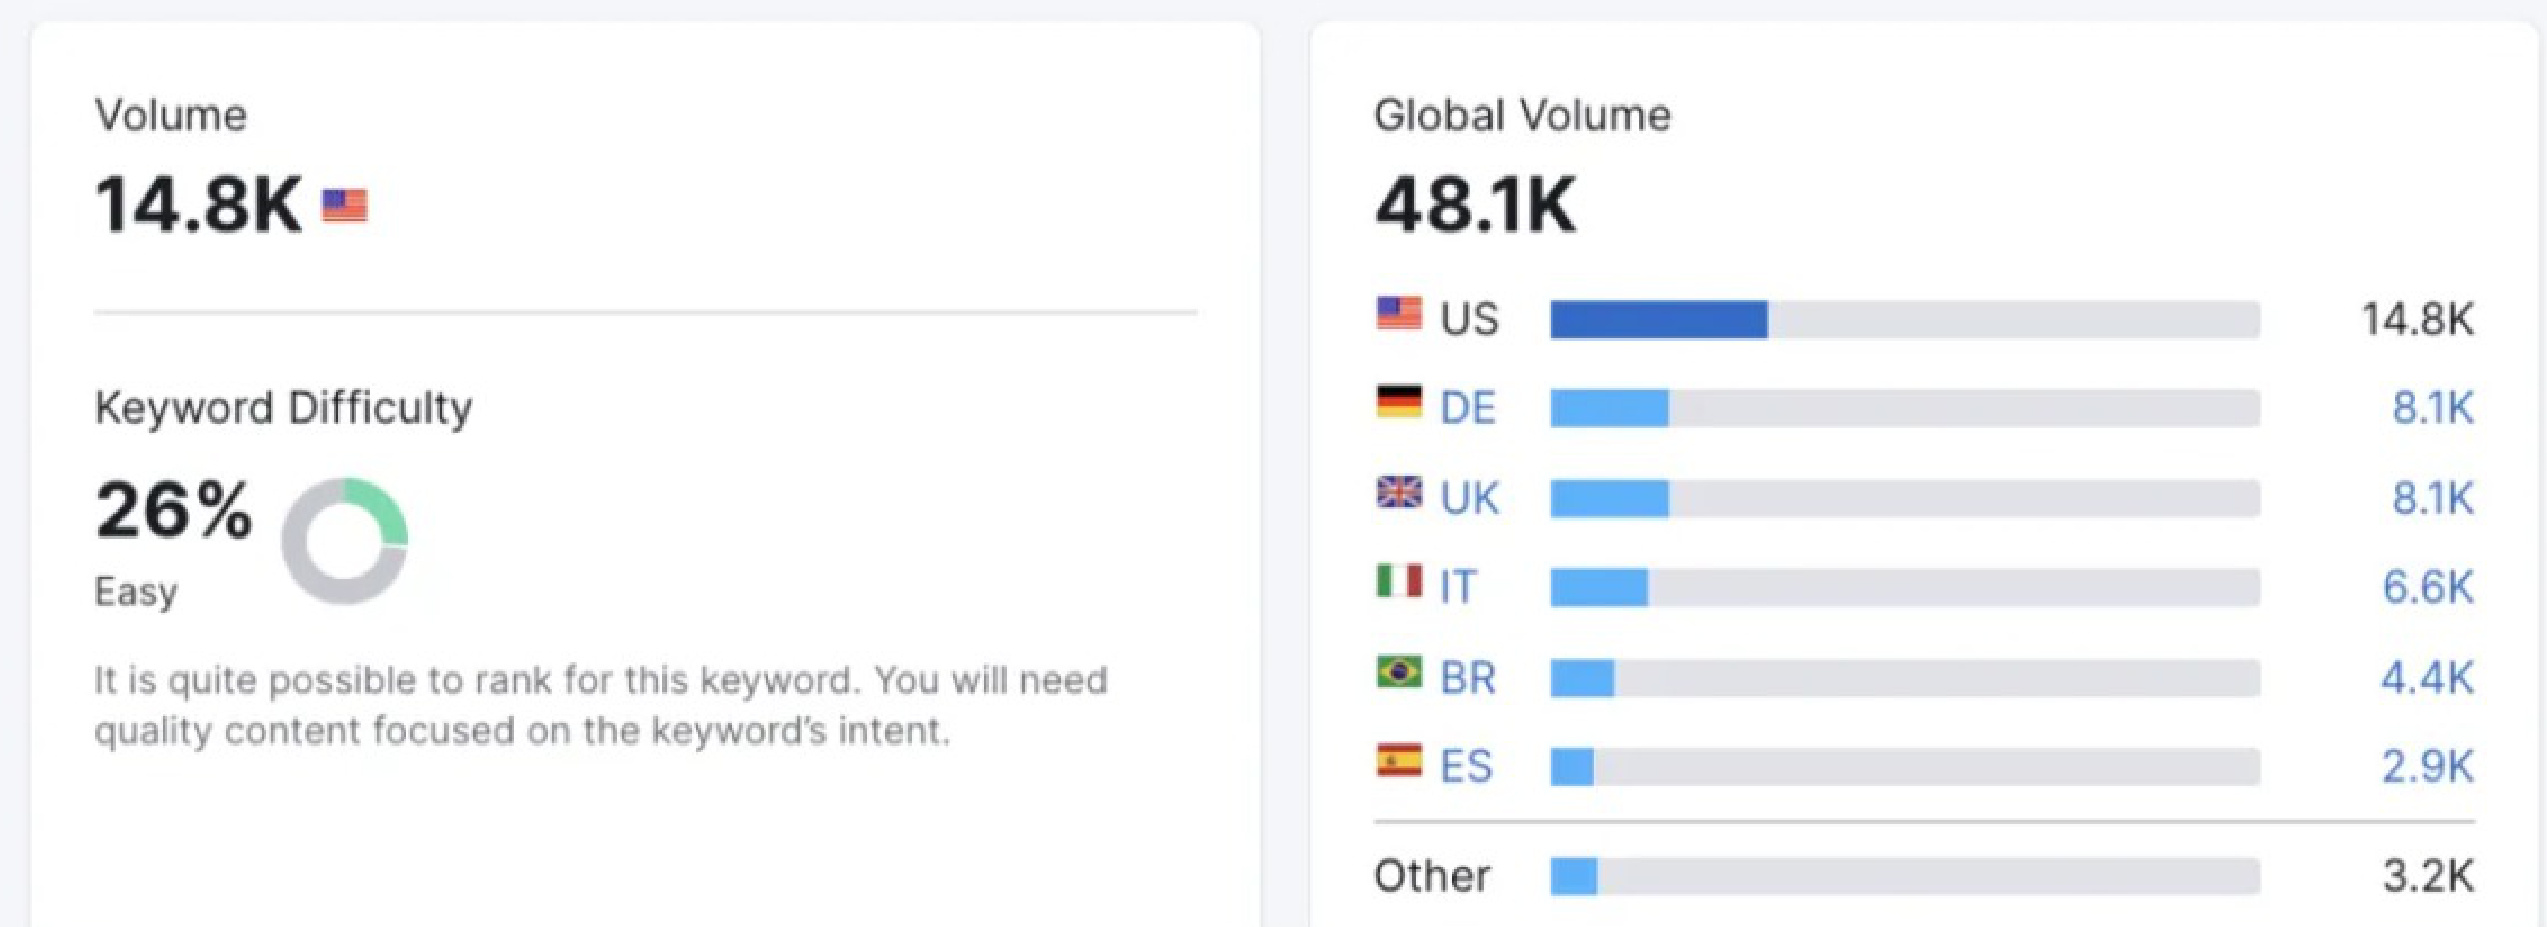 Volume
14.8K
Keyword Difficulty
26%
Easy
It is quite possible to rank for this keyword. You will need
quality content focused on the keyword's intent.
Global Volume
48.1K
US 14.8K
DE 8.1K
UK 8.1K
IT 6.6K
BR 4.4K
ES 2.9K
Other 3.2K